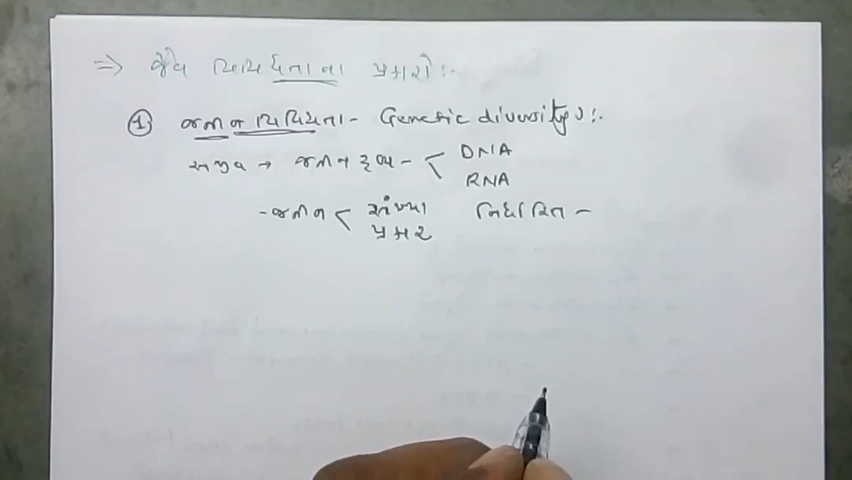 ⇒ જૈવ વિવિધતાના પ્રકારો :-
① જનીન વિવિધતા - Genetic diversity :-
સજીવ → જનીન દ્રવ્ય - < DNA
RNA
- જનીન < સંખ્યા નિર્ધારિત -
પ્રકાર